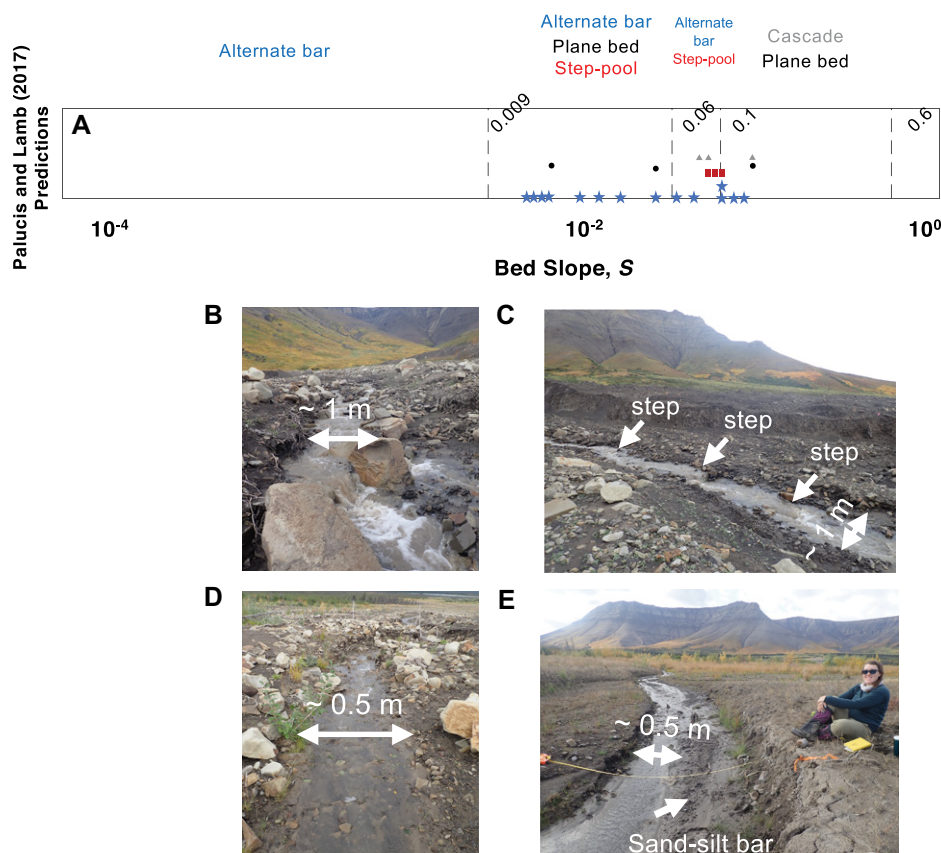 Palucis and Lamb (2017)
Predictions
Alternate bar
Alternate bar
Plane bed
Step-pool
Alternate
bar
Step-pool
Cascade
Plane bed
A
0.009
0.06
0.1
0.6
10-4
10-2
100
Bed Slope, S
B
~ 1 m
C
step
step
step
~ 1 m
D
~ 0.5 m
E
~ 0.5 m
Sand-silt bar